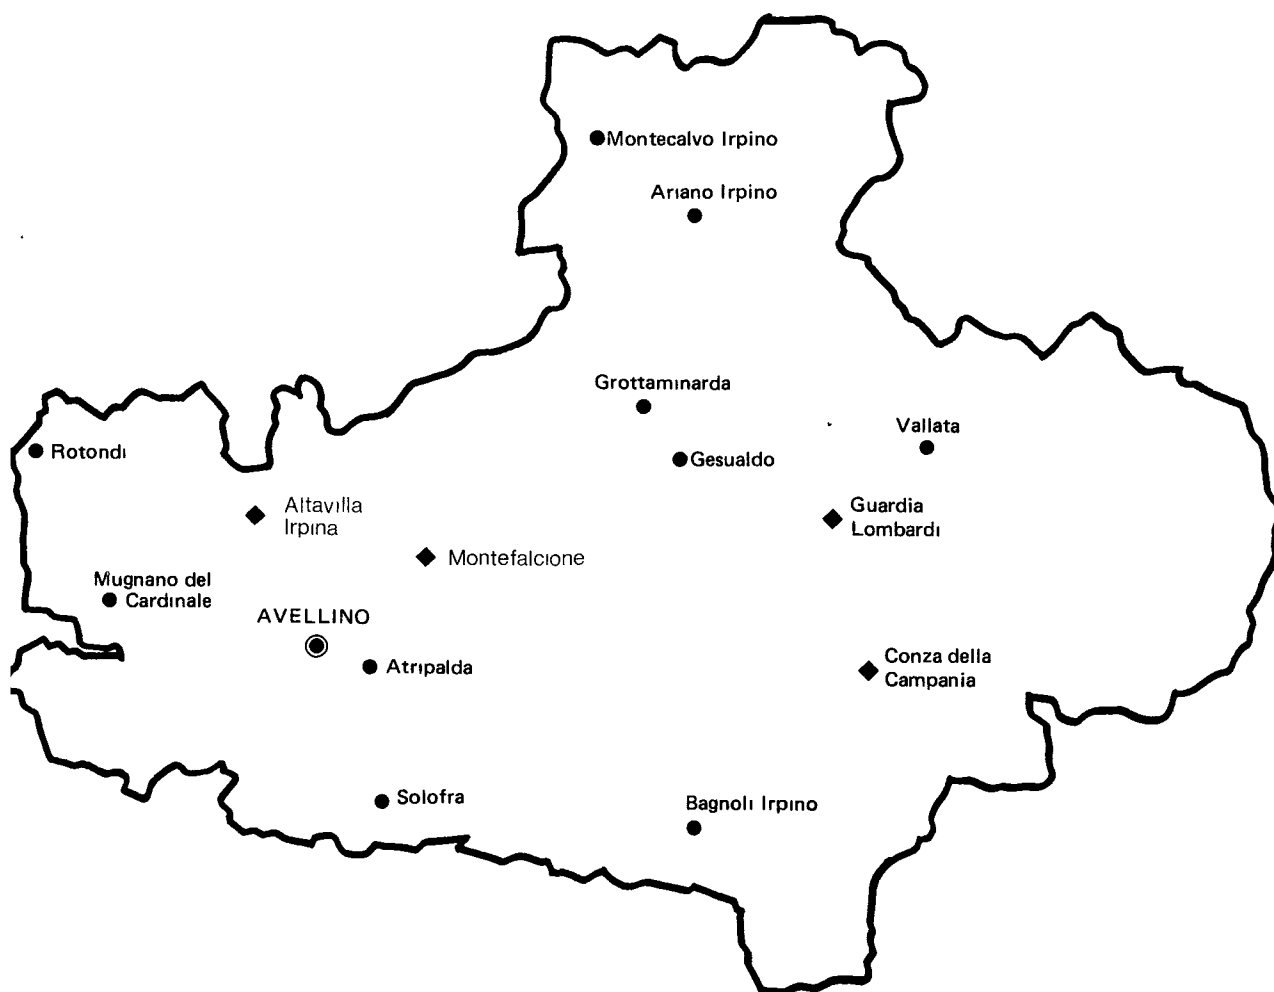 Montecalvo Irpino
Ariano Irpino
Grottaminarda
Vallata
Rotondi
Gesualdo
Altavilla
Irpina
Guardia
Lombardi
Montefalcione
Mugnano del
Cardinale
AVELLINO
Atripalda
Conza della
Campania
Solofra
Bagnoli Irpino